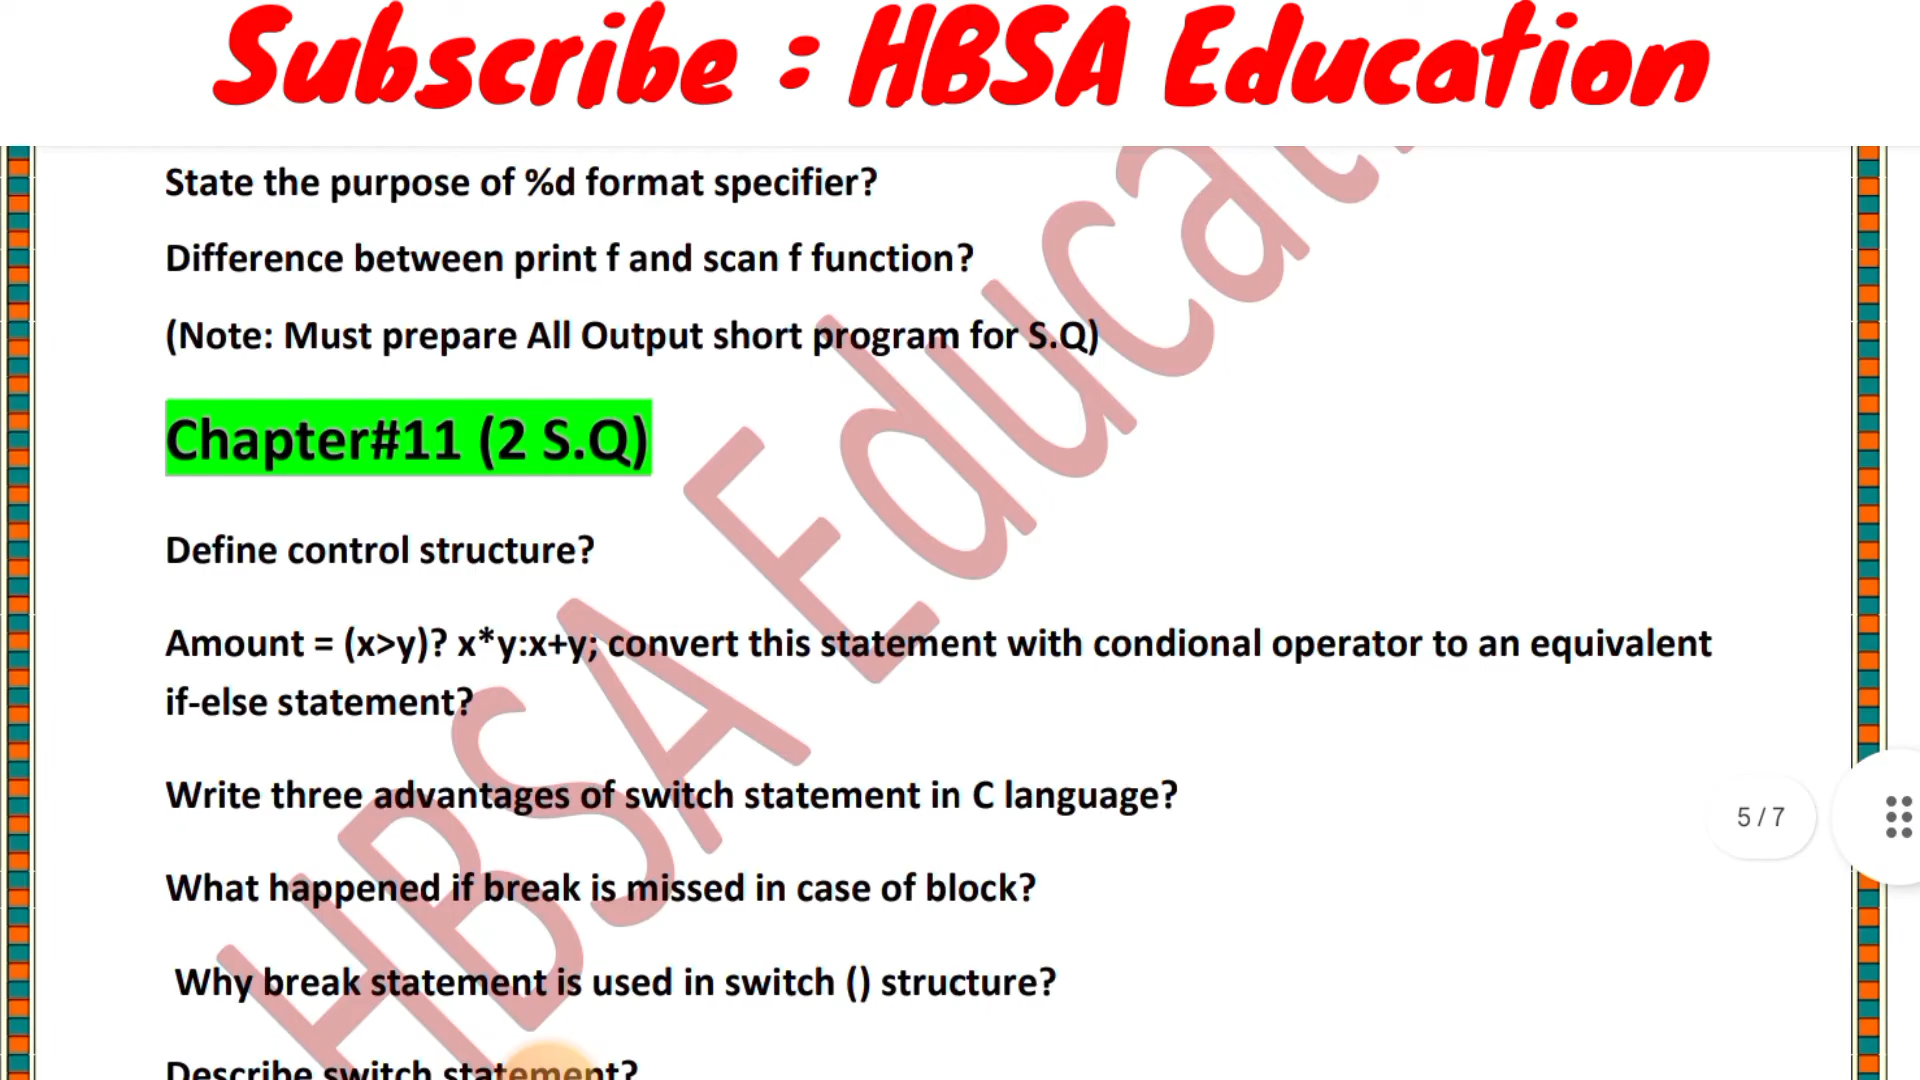 Subscribe : HBSA Education
State the purpose of %d format specifier?
Difference between print f and scan f function?
(Note: Must prepare All Output short program for S.Q)
Chapter#11 (2 S.Q)
Define control structure?
Amount = (x>y)? x*y:x+y; convert this statement with condional operator to an equivalent
if-else statement?
Write three advantages of switch statement in C language?
What happened if break is missed in case of block?
Why break statement is used in switch () structure?
Describe switch statement?
5 / 7
HBSA Educat